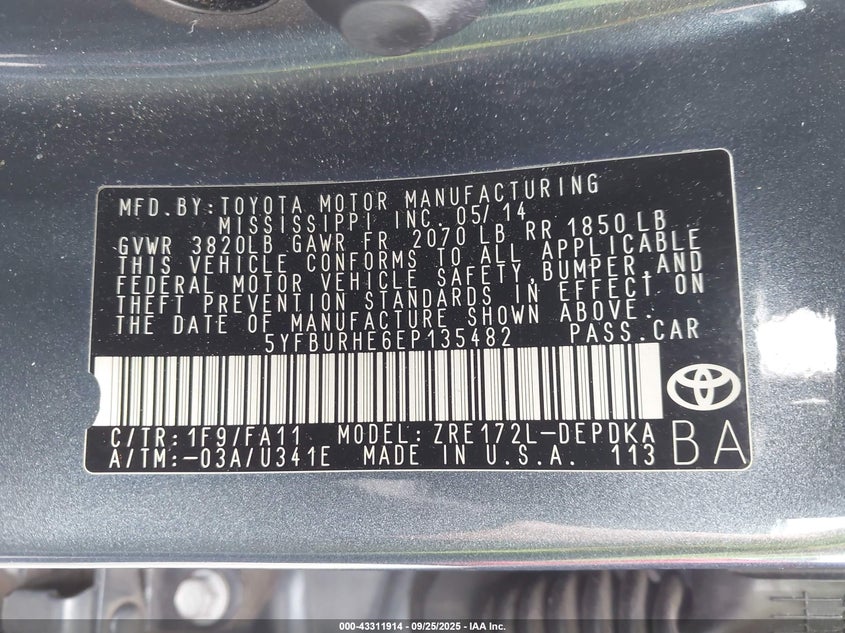 MFD.BY:TOYOTA MOTOR MANUFACTURING
MISSISSIPPI INC. 05/14
GVWR 3820LB GAWR FR 2070 LB RR 1850 LB
THIS VEHICLE CONFORMS TO ALL APPLICABLE
FEDERAL MOTOR VEHICLE SAFETY,BUMPER,AND
THEFT PREVENTION STANDARDS IN EFFECT ON
THE DATE OF MANUFACTURE SHOWN ABOVE.
5YFBURHE6EP135482 PASS.CAR
C/TR:1F9/FA11 MODEL:ZRE172L-DEPDKA
A/TM:-03A/U341E MADE IN U.S.A. 113 BA
000-43311914 - 09/25/2025 - IAA Inc.